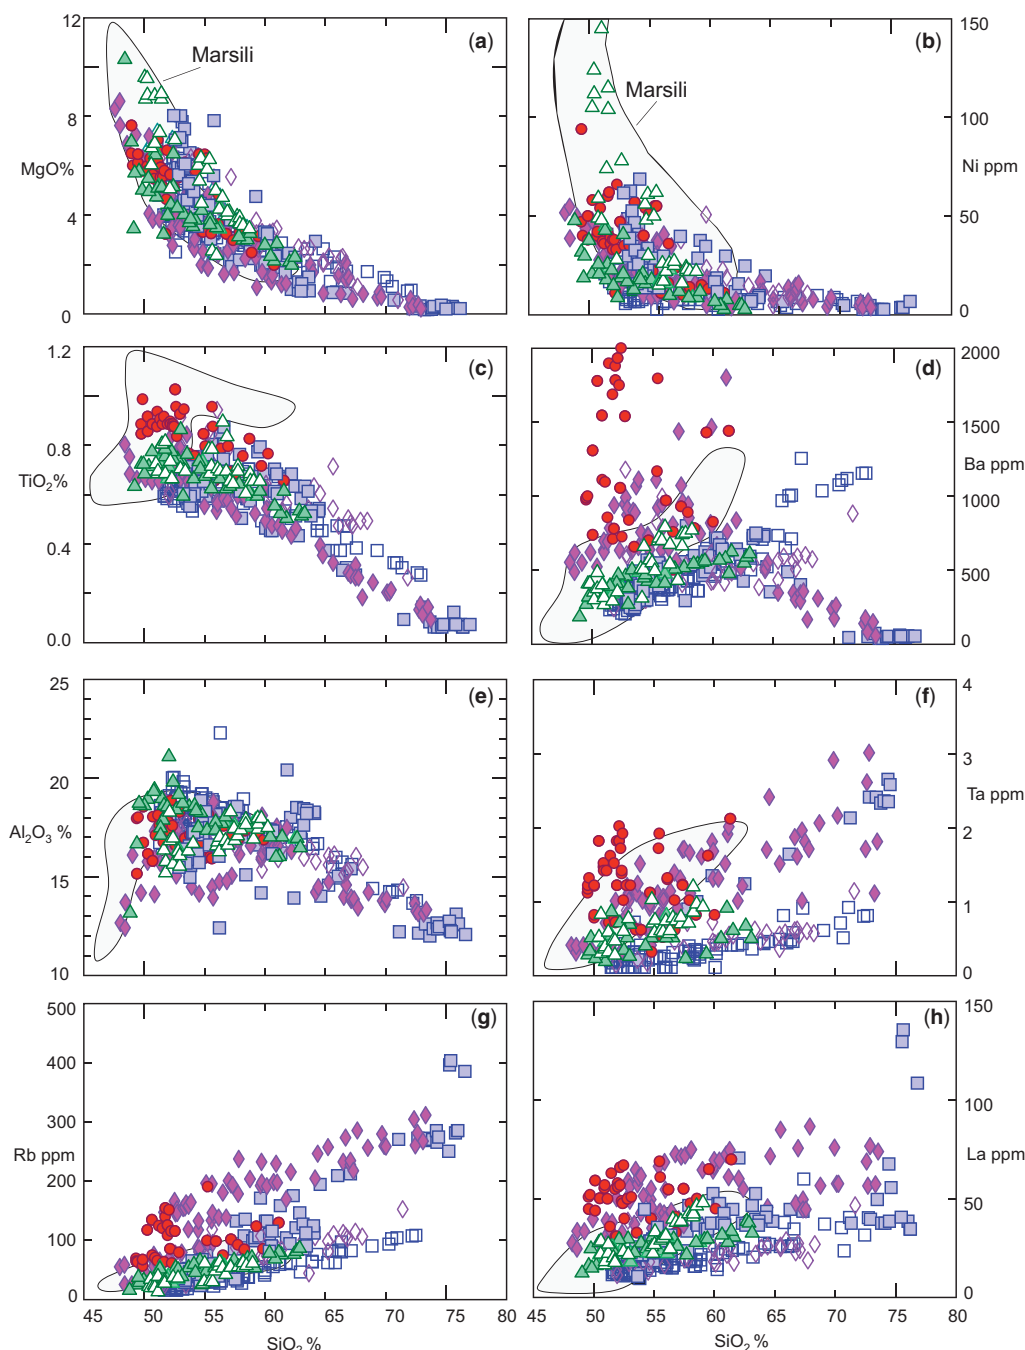 12
8
4
0
MgO%
(a)
Marsili
(b)
Marsili
150
100
50
0
Ni ppm
1.2
0.8
0.4
0.0
TiO2%
(c)
(d)
2000
1500
1000
500
0
Ba ppm
25
20
15
10
Al2O3 %
(e)
(f)
4
3
2
1
0
Ta ppm
500
400
300
200
100
0
Rb ppm
(g)
(h)
150
100
50
0
La ppm
45 50 55 60 65 70 75 80
SiO2 %
50 55 60 65 70 75 80
SiO2 %